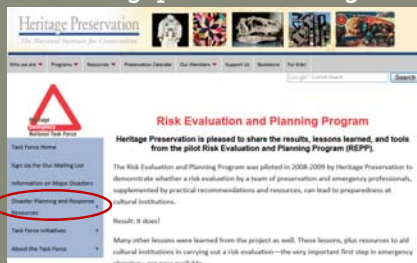 Heritage Preservation
The National Institute for Conservation
Who we are Programs Resources Preservation Calendar Our Members Support Us Bookstore For Kids!
Search
Heritage
Emergency
National Task Force
Task Force Home
Sign Up For Our Mailing List
Information on Major Disasters
Disaster Planning and Response
Resources
Task Force Initiatives
About the Task Force
Risk Evaluation and Planning Program
Heritage Preservation is pleased to share the results, lessons learned, and tools
from the pilot Risk Evaluation and Planning Program (REPP).
The Risk Evaluation and Planning Program was piloted in 2008-2009 by Heritage Preservation to
demonstrate whether a risk evaluation by a team of preservation and emergency professionals,
supplemented by practical recommendations and resources, can lead to preparedness at
cultural institutions.
Result: It does!
Many other lessons were learned from the project as well. These lessons, plus resources to aid
cultural institutions in carrying out a risk evaluation—the very important first step in emergency